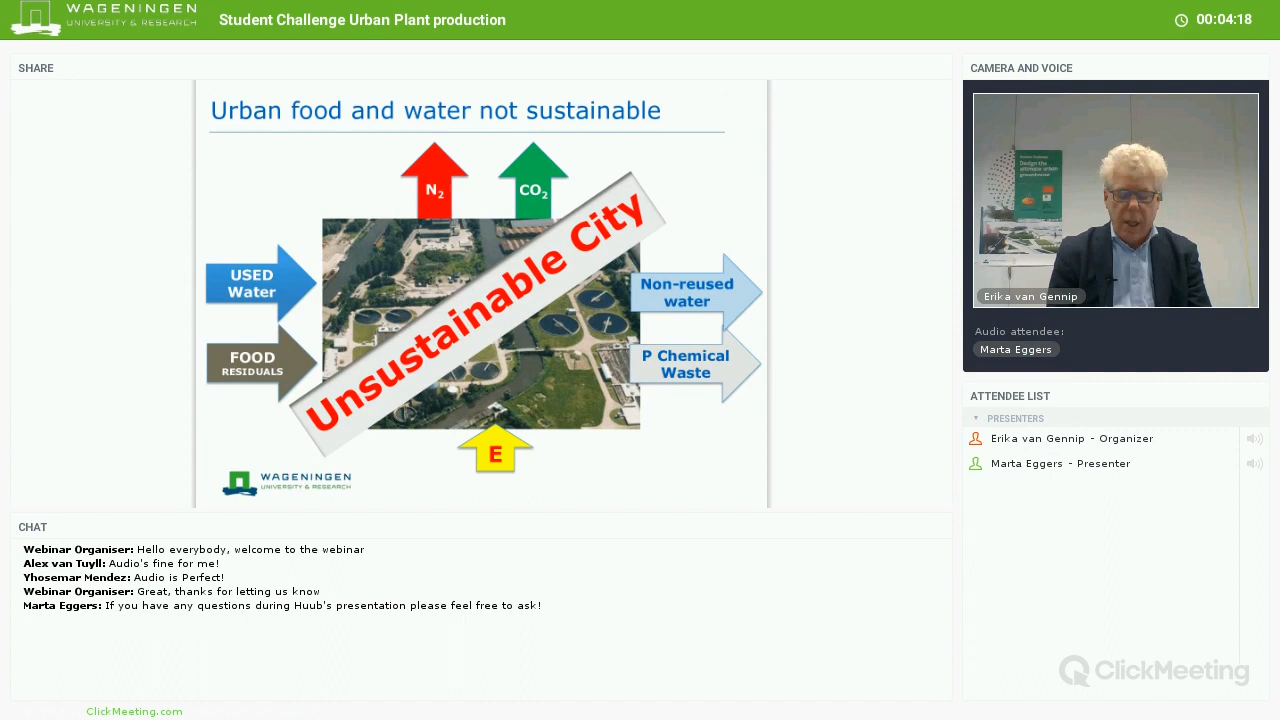 WAGENINGEN
UNIVERSITY & RESEARCH
Student Challenge Urban Plant production
00:04:18
SHARE
Urban food and water not sustainable
N2
CO2
USED
Water
FOOD
RESIDUALS
Unsustainable City
Non-reused
water
P Chemical
Waste
E
WAGENINGEN
UNIVERSITY & RESEARCH
CAMERA AND VOICE
Design the
ultimate urban
greenhouse
Erika van Gennip
Audio attendee:
Marta Eggers
ATTENDEE LIST
PRESENTERS
Erika van Gennip - Organizer
Marta Eggers - Presenter
CHAT
Webinar Organiser: Hello everybody, welcome to the webinar
Alex van Tuyll: Audio's fine for me!
Yhosemar Mendez: Audio is Perfect!
Webinar Organiser: Great, thanks for letting us know
Marta Eggers: If you have any questions during Huub's presentation please feel free to ask!
ClickMeeting
ClickMeeting.com